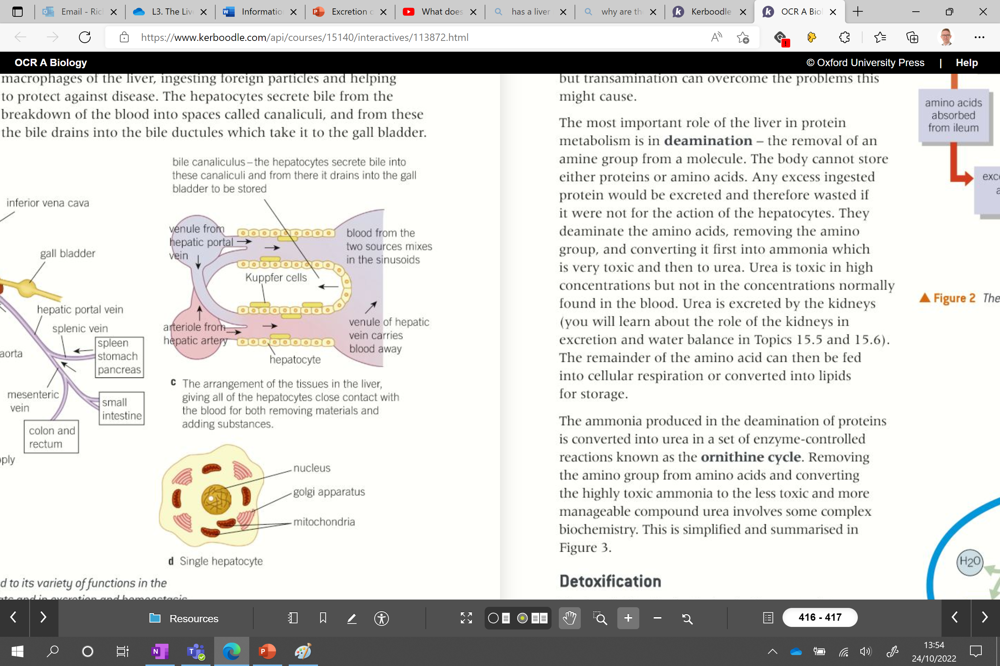 Email - Ric
L3. The Liv
Informatio
Excretion o
What does
has a liver
why are th
Kerboodle
OCR A Biol
https://www.kerboodle.com/api/courses/15140/interactives/113872.html
OCR A Biology
© Oxford University Press | Help
macrophages of the liver, ingesting foreign particles and helping
to protect against disease. The hepatocytes secrete bile from the
breakdown of the blood into spaces called canaliculi, and from these
the bile drains into the bile ductules which take it to the gall bladder.
bile canaliculus – the hepatocytes secrete bile into
these canaliculi and from there it drains into the gall
bladder to be stored
inferior vena cava
gall bladder
hepatic portal vein
splenic vein
spleen
stomach
pancreas
aorta
mesenteric
vein
small
intestine
colon and
rectum
pply
venule from
hepatic portal
vein
blood from the
two sources mixes
in the sinusoids
Kuppfer cells
arteriole from
hepatic artery
venule of hepatic
vein carries
blood away
hepatocyte
c The arrangement of the tissues in the liver,
giving all of the hepatocytes close contact with
the blood for both removing materials and
adding substances.
nucleus
golgi apparatus
mitochondria
d Single hepatocyte
d to its variety of functions in the
ats and in excretion and homeostasis
but transamination can overcome the problems this
might cause.
The most important role of the liver in protein
metabolism is in deamination – the removal of an
amine group from a molecule. The body cannot store
either proteins or amino acids. Any excess ingested
protein would be excreted and therefore wasted if
it were not for the action of the hepatocytes. They
deaminate the amino acids, removing the amino
group, and converting it first into ammonia which
is very toxic and then to urea. Urea is toxic in high
concentrations but not in the concentrations normally
found in the blood. Urea is excreted by the kidneys
(you will learn about the role of the kidneys in
excretion and water balance in Topics 15.5 and 15.6).
The remainder of the amino acid can then be fed
into cellular respiration or converted into lipids
for storage.
The ammonia produced in the deamination of proteins
is converted into urea in a set of enzyme-controlled
reactions known as the ornithine cycle. Removing
the amino group from amino acids and converting
the highly toxic ammonia to the less toxic and more
manageable compound urea involves some complex
biochemistry. This is simplified and summarised in
Figure 3.
Detoxification
amino acids
absorbed
from ileum
exc
a
▲ Figure 2 The
H2O
Resources
416 - 417
13:54
24/10/2022